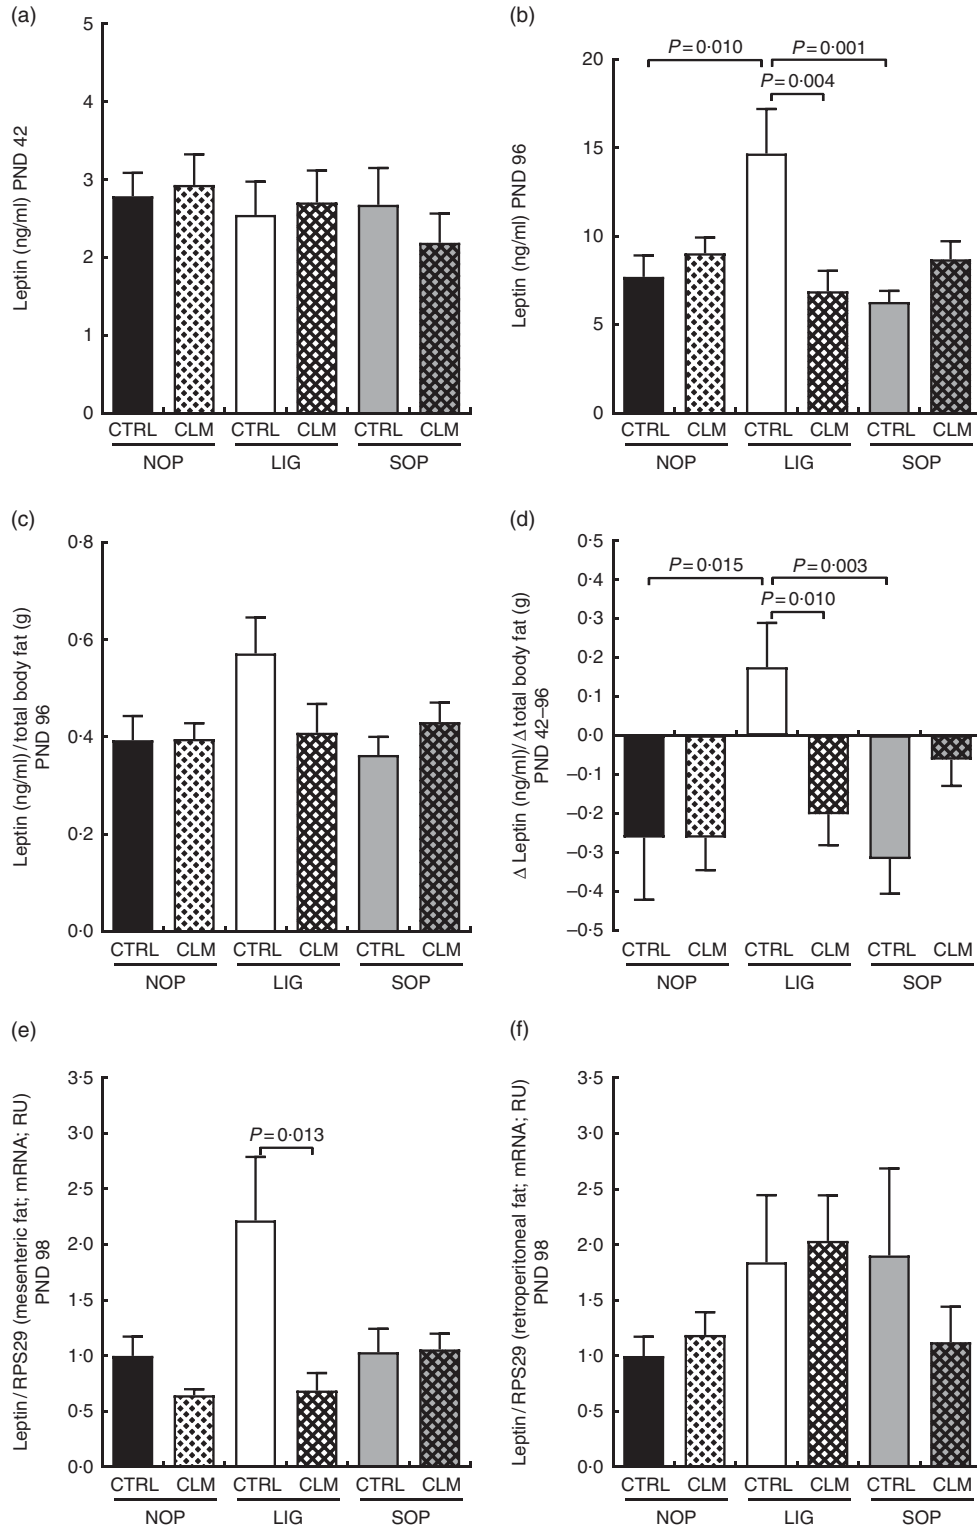 (a)
Leptin (ng/ml) PND 42
5
4
3
2
1
0
CTRL CLM CTRL CLM CTRL CLM
NOP LIG SOP
(b)
Leptin (ng/ml) PND 96
20
15
10
5
0
P=0·010
P=0·001
P=0·004
CTRL CLM CTRL CLM CTRL CLM
NOP LIG SOP
(c)
Leptin (ng/ml)/total body fat (g)
PND 96
0·8
0·6
0·4
0·2
0·0
CTRL CLM CTRL CLM CTRL CLM
NOP LIG SOP
(d)
Δ Leptin (ng/ml)/Δ total body fat (g)
PND 42–96
0·5
0·4
0·3
0·2
0·1
0·0
–0·1
–0·2
–0·3
–0·4
–0·5
P=0·015
P=0·003
P=0·010
CTRL CLM CTRL CLM CTRL CLM
NOP LIG SOP
(e)
Leptin/RPS29 (mesenteric fat; mRNA; RU)
PND 98
3·5
3·0
2·5
2·0
1·5
1·0
0·5
0·0
P=0·013
CTRL CLM CTRL CLM CTRL CLM
NOP LIG SOP
(f)
Leptin/RPS29 (retroperitoneal fat; mRNA; RU)
PND 98
3·5
3·0
2·5
2·0
1·5
1·0
0·5
0·0
CTRL CLM CTRL CLM CTRL CLM
NOP LIG SOP